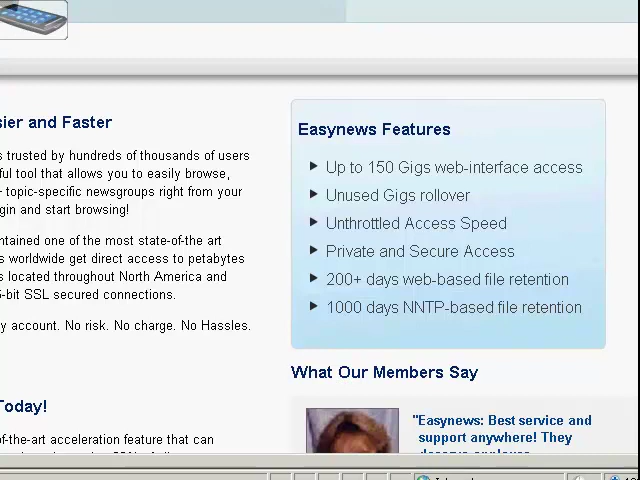 sier and Faster
s trusted by hundreds of thousands of users
ful tool that allows you to easily browse,
topic-specific newsgroups right from your
gin and start browsing!
ntained one of the most state-of-the art
s worldwide get direct access to petabytes
s located throughout North America and
-bit SSL secured connections.
y account. No risk. No charge. No Hassles.
Today!
of-the-art acceleration feature that can
Easynews Features
Up to 150 Gigs web-interface access
Unused Gigs rollover
Unthrottled Access Speed
Private and Secure Access
200+ days web-based file retention
1000 days NNTP-based file retention
What Our Members Say
"Easynews: Best service and
support anywhere! They